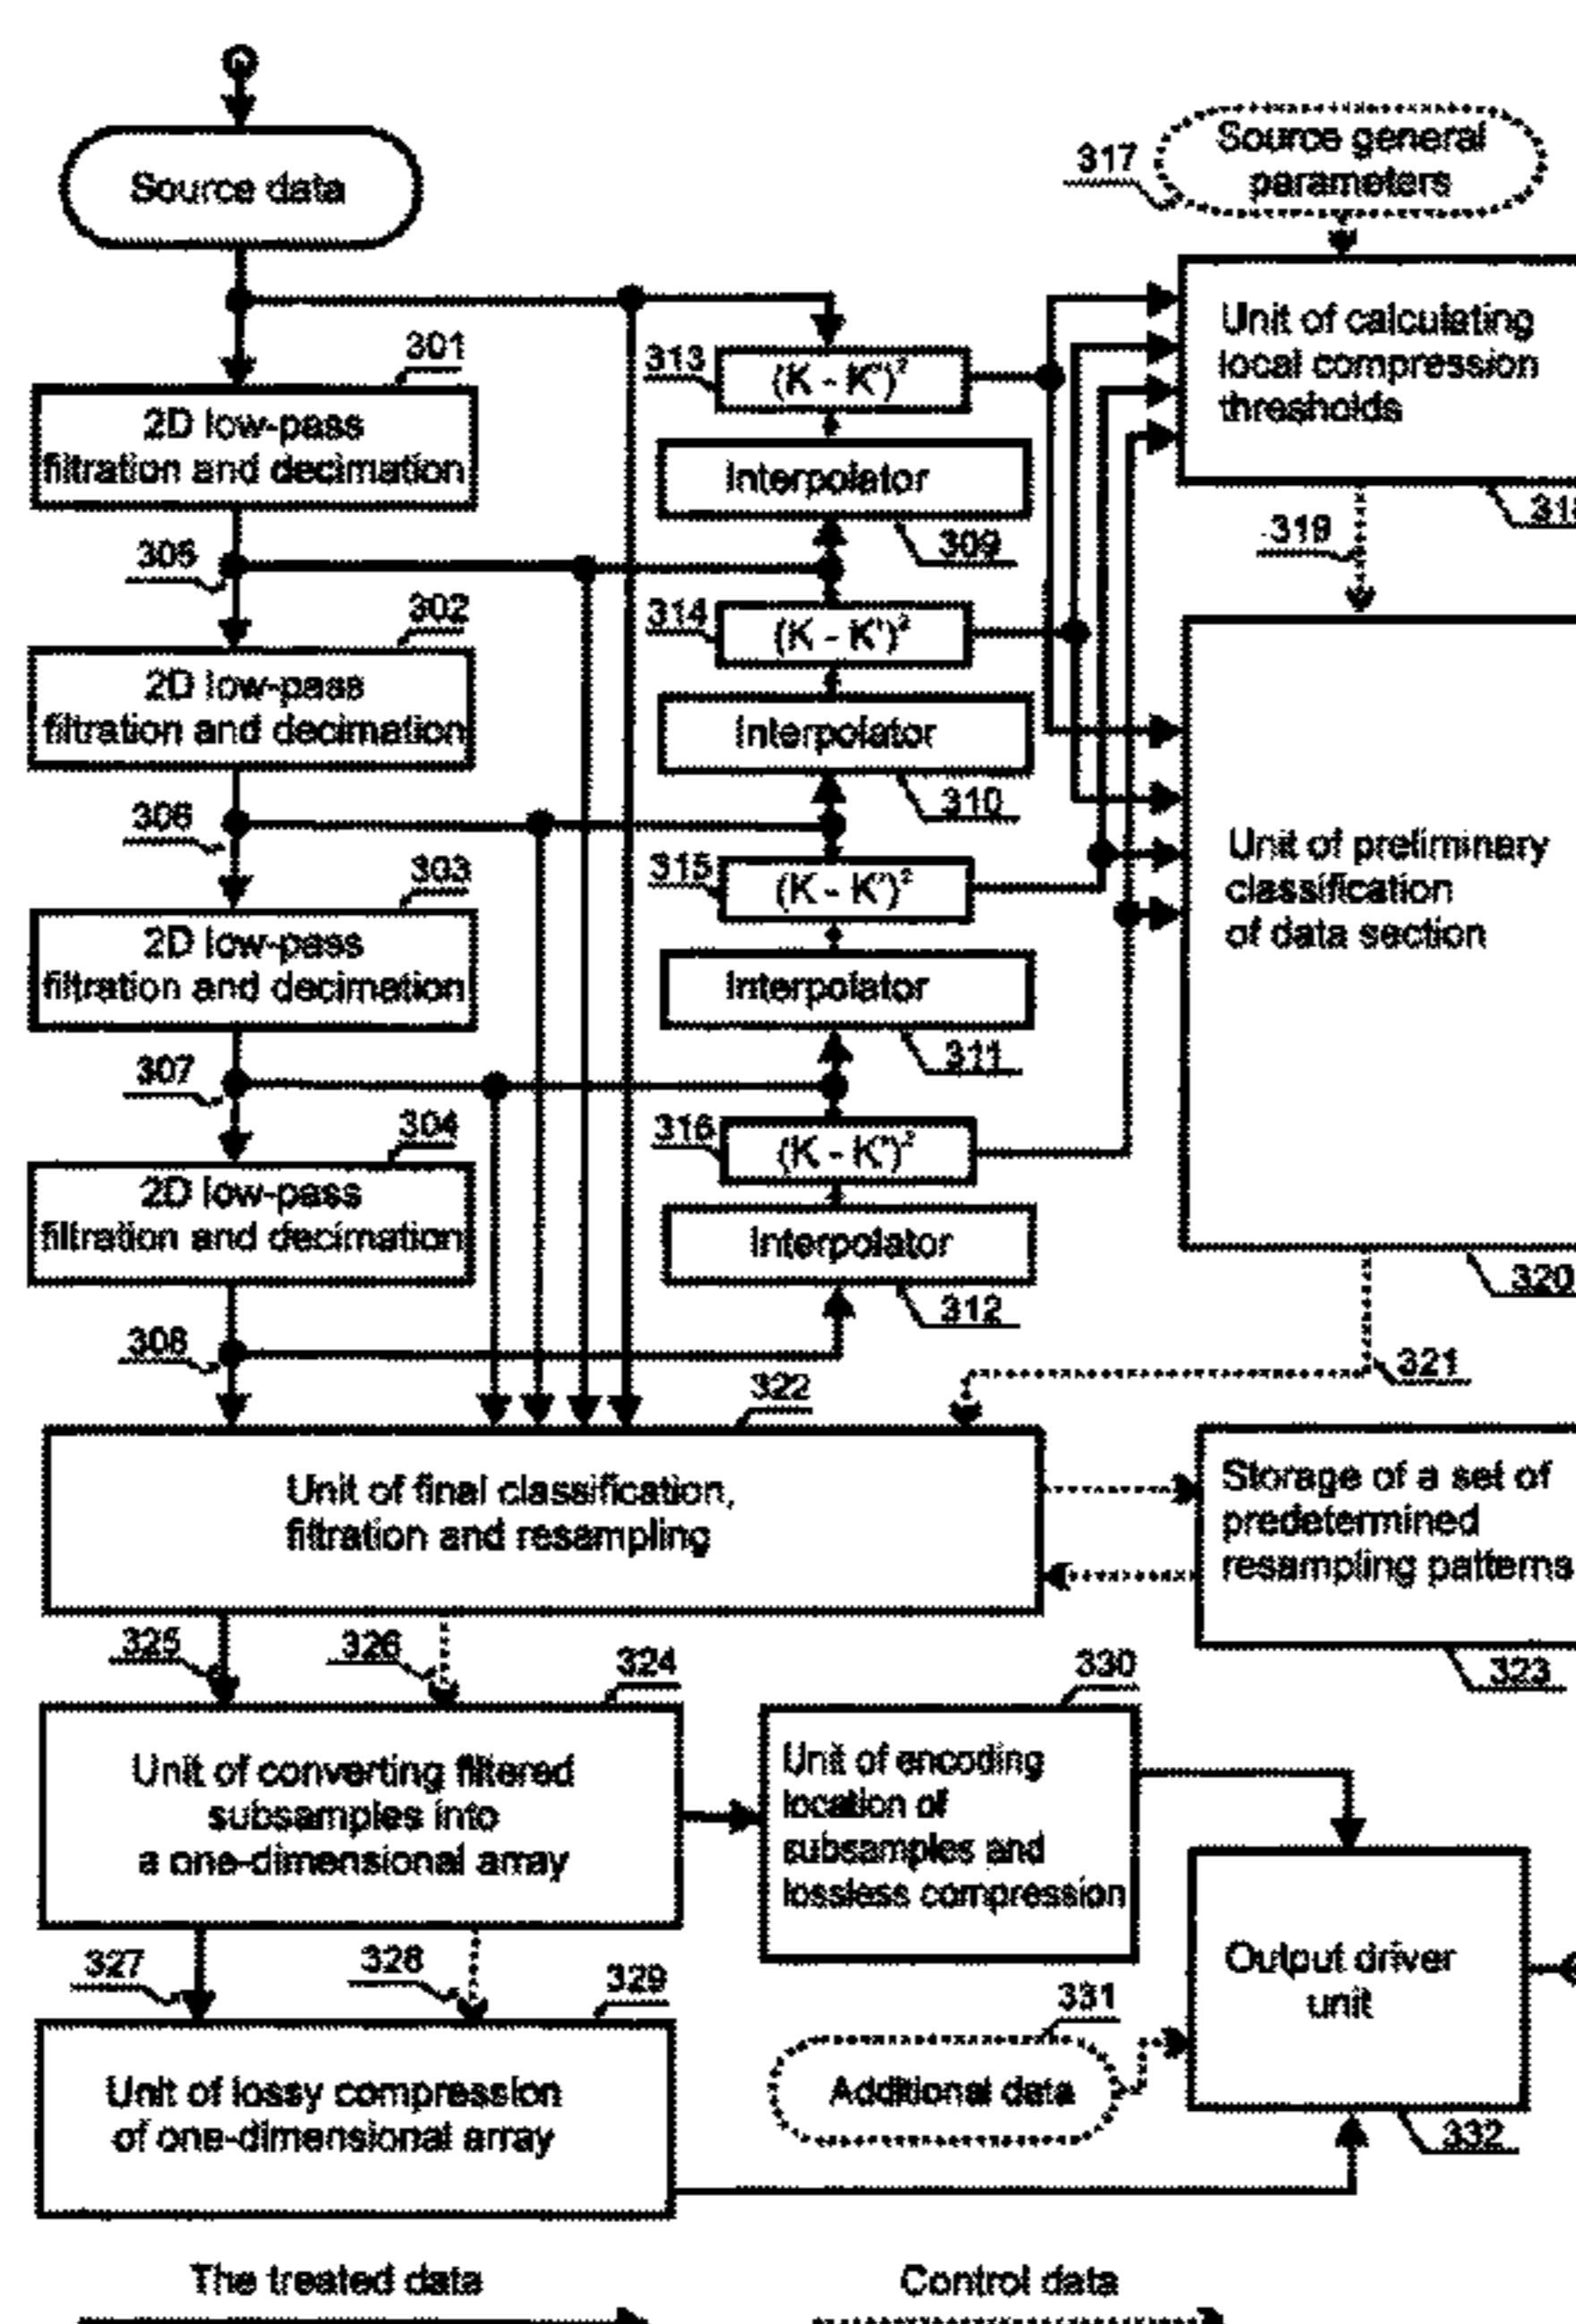 Source data
317
Source general
parameters
301
2D low-pass
filtration and decimation
313
(K - K')²
Unit of calculating
local compression
thresholds
Interpolator
309
305
319
302
2D low-pass
filtration and decimation
314
(K - K')²
Interpolator
310
306
303
2D low-pass
filtration and decimation
315
(K - K')²
Unit of preliminary
classification
of data section
Interpolator
311
307
304
2D low-pass
filtration and decimation
316
(K - K')²
Interpolator
312
320
308
321
322
Unit of final classification,
filtration and resampling
Storage of a set of
predetermined
resampling patterns
323
325
326
324
Unit of converting filtered
subsamples into
a one-dimensional array
330
Unit of encoding
location of
subsamples and
lossless compression
327
328
329
Unit of lossy compression
of one-dimensional array
331
Additional data
Output driver
unit
332
The treated data
Control data